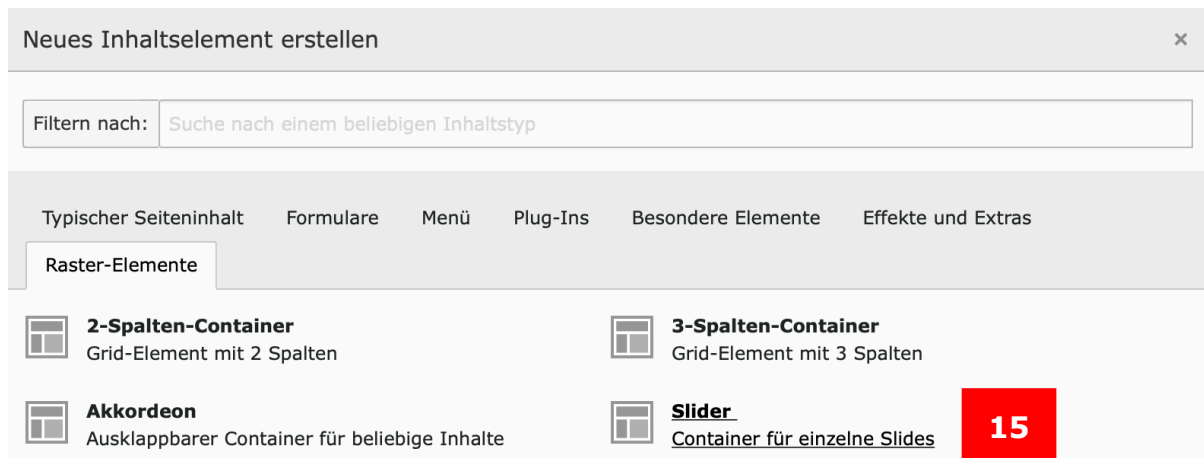 Neues Inhaltselement erstellen ×
Filtern nach: Suche nach einem beliebigen Inhaltstyp
Typischer Seiteninhalt Formulare Menü Plug-Ins Besondere Elemente Effekte und Extras
Raster-Elemente
2-Spalten-Container
Grid-Element mit 2 Spalten
3-Spalten-Container
Grid-Element mit 3 Spalten
Akkordeon
Ausklappbarer Container für beliebige Inhalte
Slider
Container für einzelne Slides
15